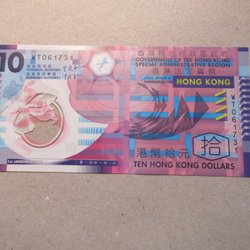 10
WT061731
香港特別行政區政府
GOVERNMENT OF THE HONG KONG
SPECIAL ADMINISTRATIVE REGION
HONG KONG
WT061731
拾
港幣拾元
TEN HONG KONG DOLLARS